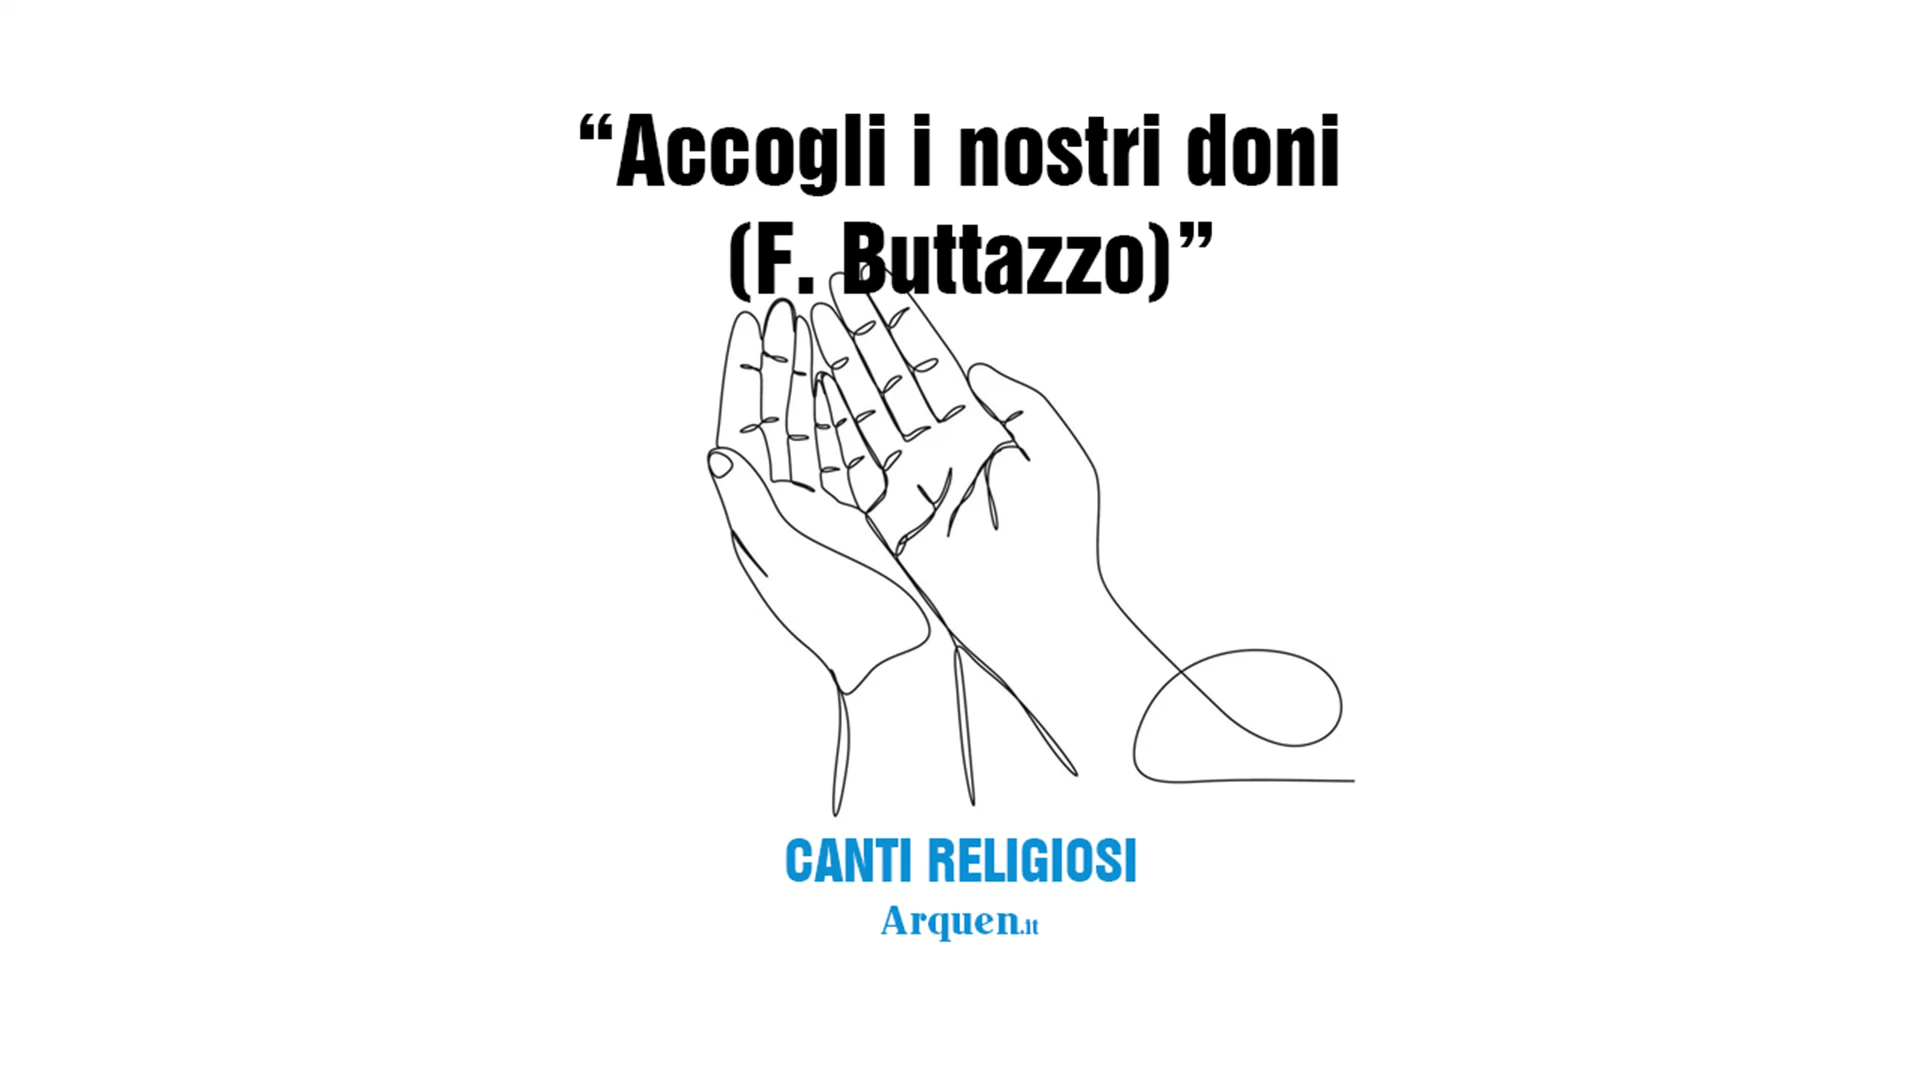 “Accogli i nostri doni
(F. Buttazzo)”
CANTI RELIGIOSI
Arquen.it